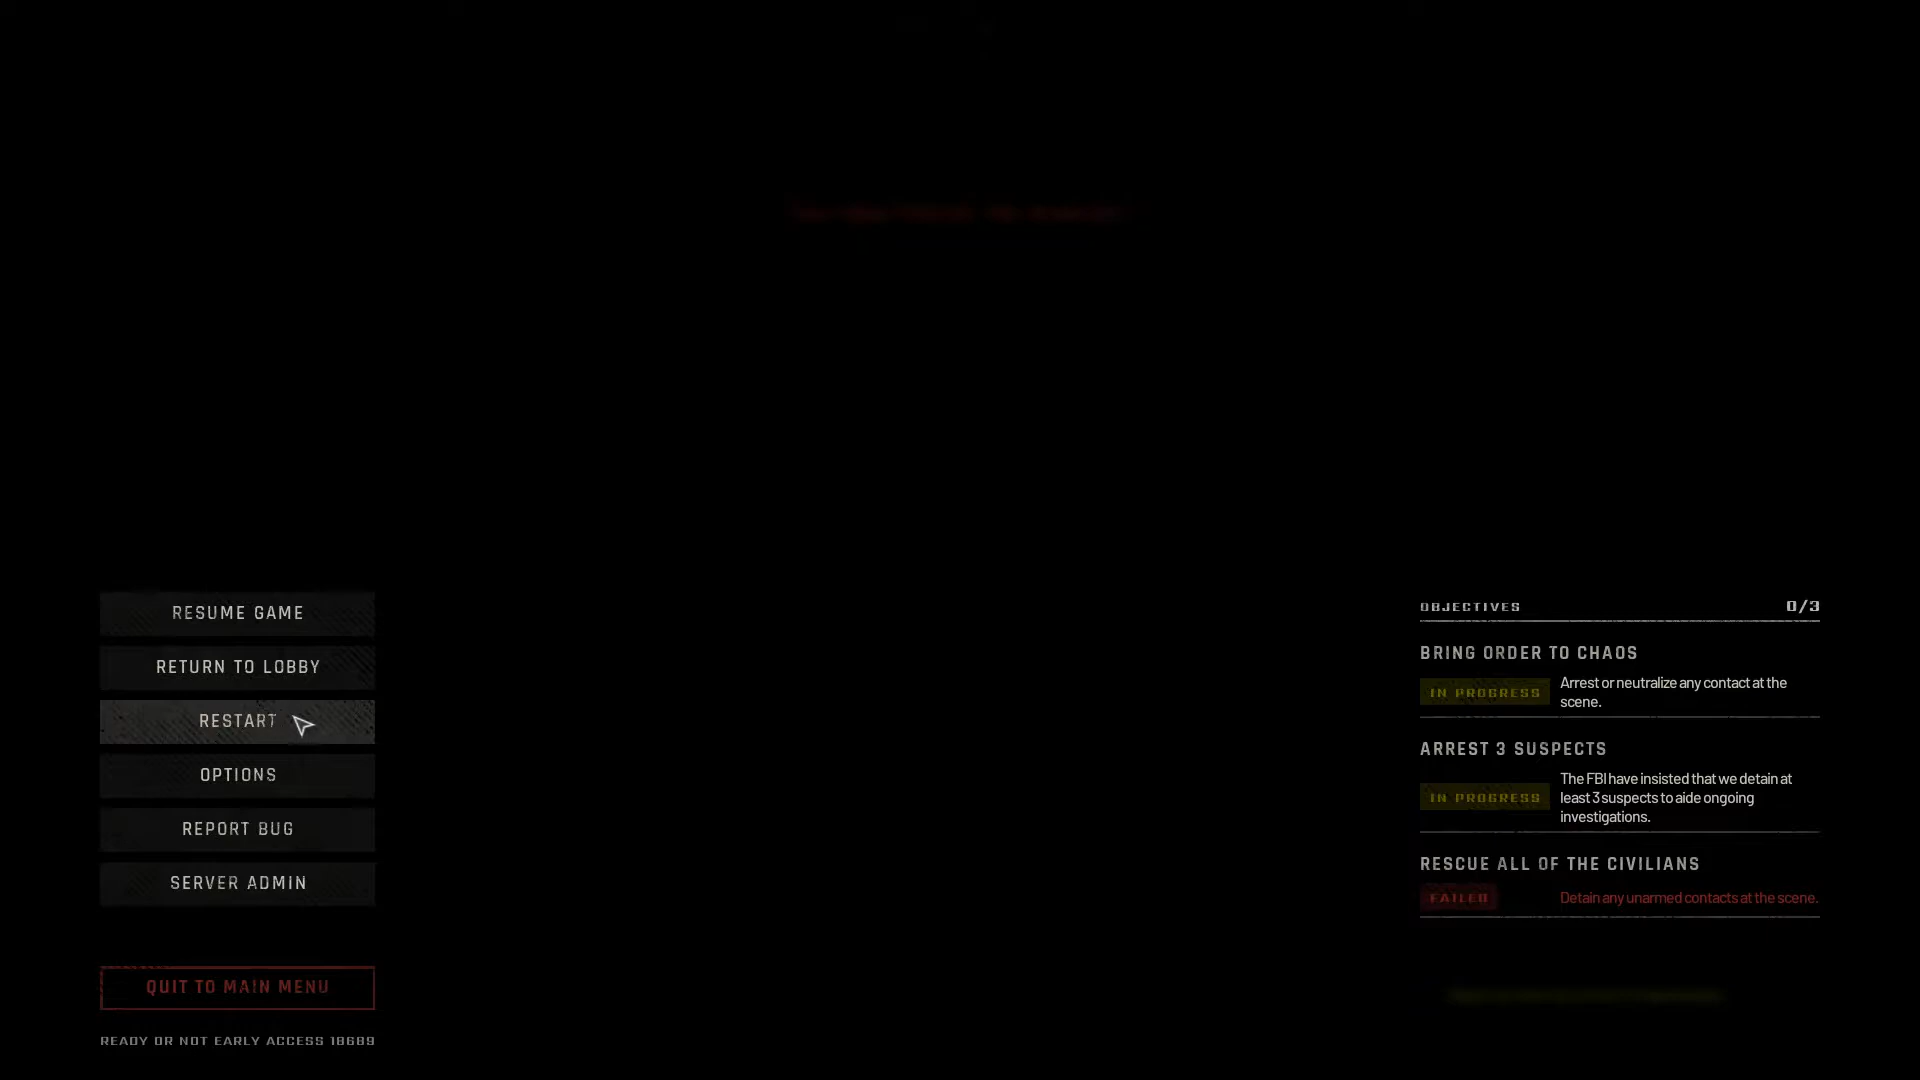 RESUME GAME
RETURN TO LOBBY
RESTART
OPTIONS
REPORT BUG
SERVER ADMIN
QUIT TO MAIN MENU
READY OR NOT EARLY ACCESS 18689
OBJECTIVES 0/3
BRING ORDER TO CHAOS
IN PROGRESS
Arrest or neutralize any contact at the
scene.
ARREST 3 SUSPECTS
IN PROGRESS
The FBI have insisted that we detain at
least 3 suspects to aide ongoing
investigations.
RESCUE ALL OF THE CIVILIANS
FAILED
Detain any unarmed contacts at the scene.